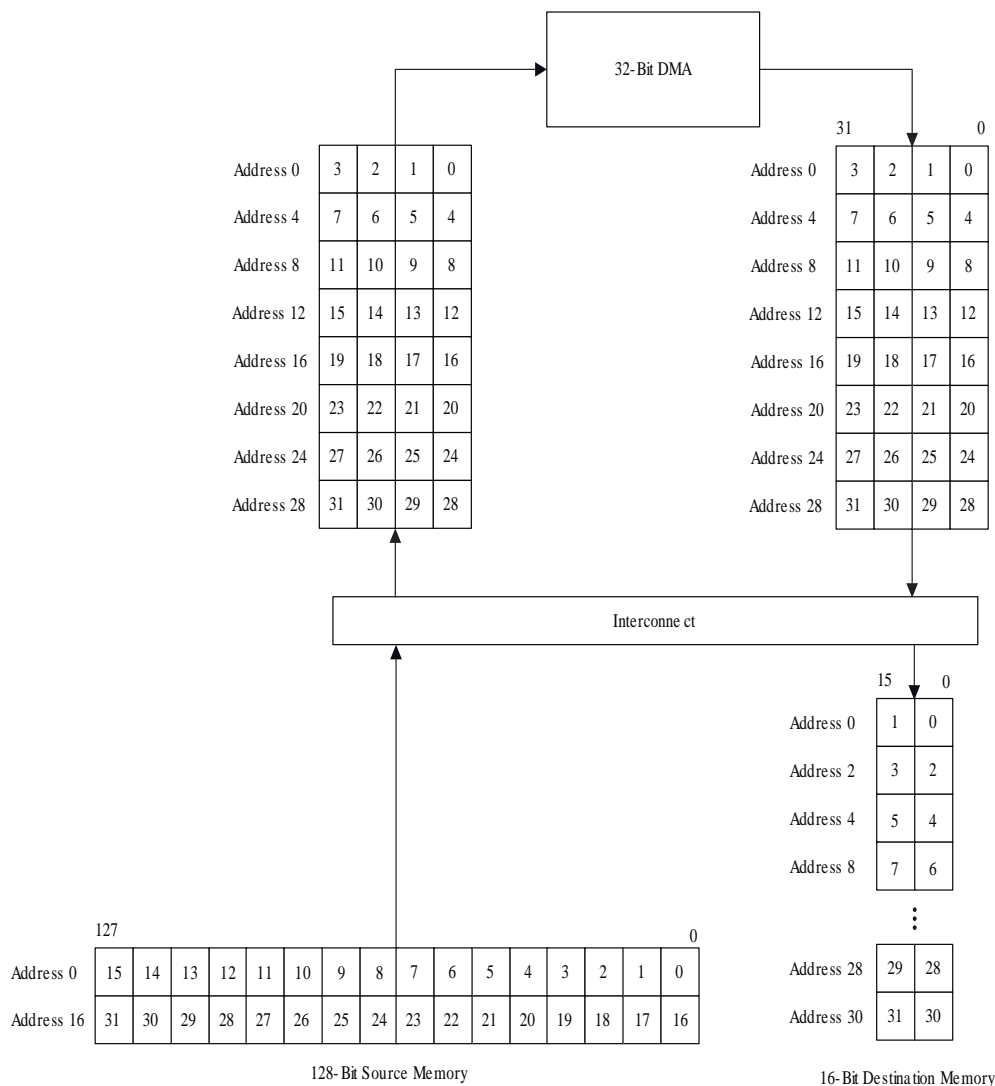 32-Bit DMA
31 0
Address 0 3 2 1 0
Address 4 7 6 5 4
Address 8 11 10 9 8
Address 12 15 14 13 12
Address 16 19 18 17 16
Address 20 23 22 21 20
Address 24 27 26 25 24
Address 28 31 30 29 28
Address 0 3 2 1 0
Address 4 7 6 5 4
Address 8 11 10 9 8
Address 12 15 14 13 12
Address 16 19 18 17 16
Address 20 23 22 21 20
Address 24 27 26 25 24
Address 28 31 30 29 28
Interconnect
15 0
Address 0 1 0
Address 2 3 2
Address 4 5 4
Address 8 7 6
Address 28 29 28
Address 30 31 30
127 0
Address 0 15 14 13 12 11 10 9 8 7 6 5 4 3 2 1 0
Address 16 31 30 29 28 27 26 25 24 23 22 21 20 19 18 17 16
128-Bit Source Memory
16-Bit Destination Memory